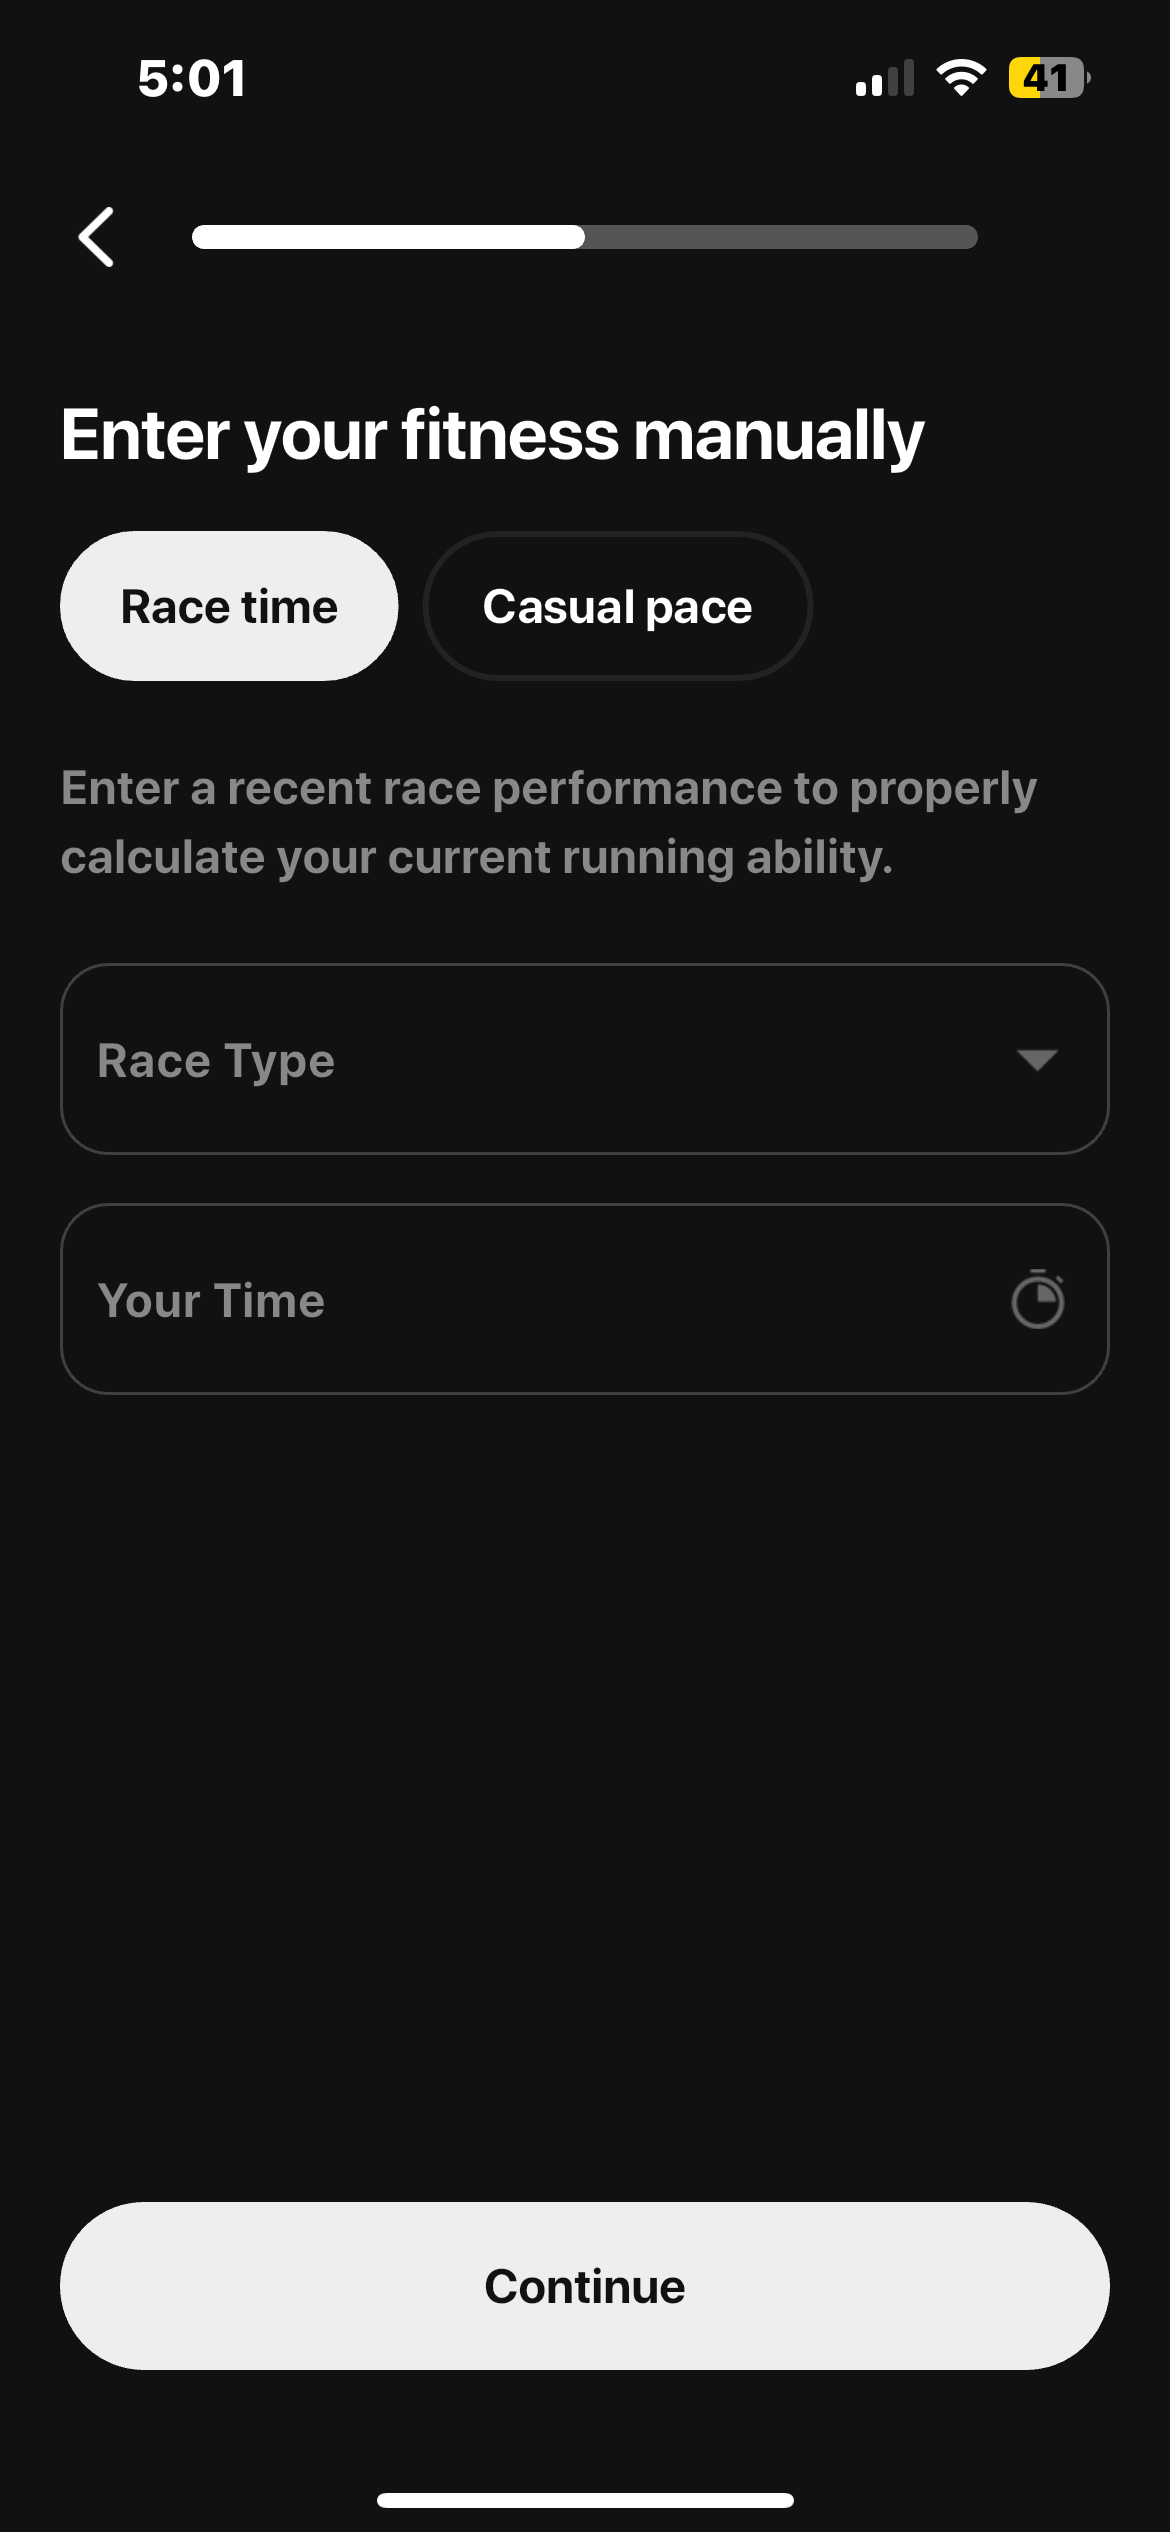 5:01
41
Enter your fitness manually
Race time
Casual pace
Enter a recent race performance to properly
calculate your current running ability.
Race Type
Your Time
Continue